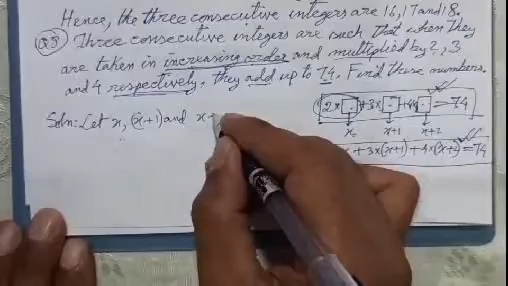 Hence, the three consecutive integers are 16, 17 and 18.
Q8 Three consecutive integers are such that when they
are taken in increasing order and multiplied by 2, 3
and 4 respectively, they add up to 74. Find these numbers.
2x □ + 3x □ + 4x □ = 74
Soln: Let x, (x+1) and x
x x+1 x+2
x + 3x(x+1) + 4x(x+2) = 74